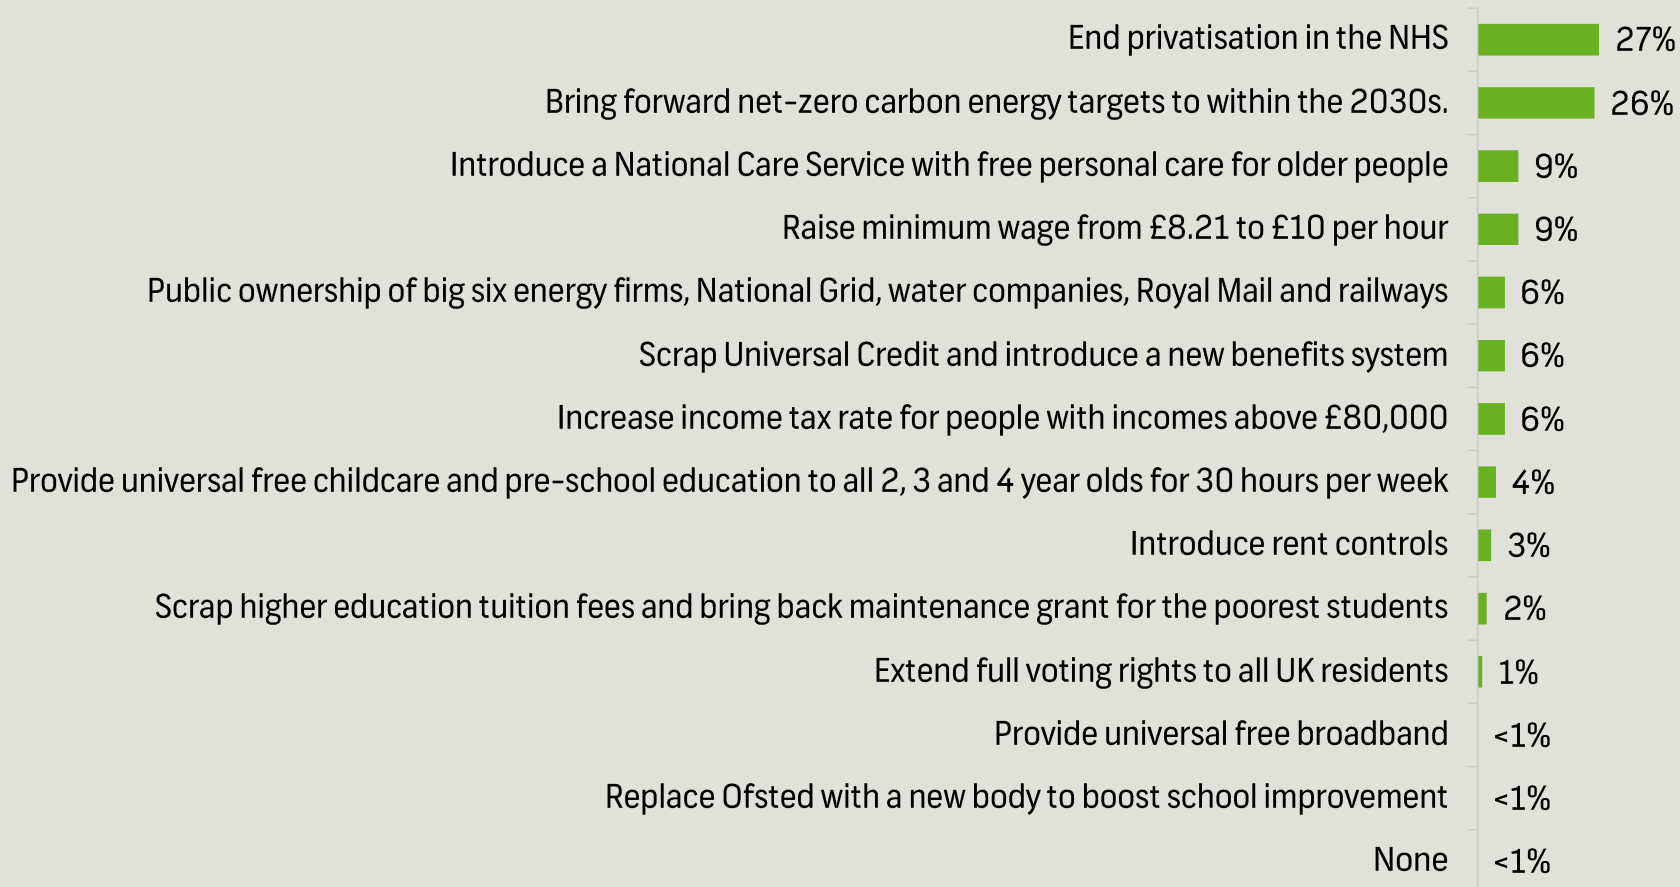 End privatisation in the NHS 27%
Bring forward net-zero carbon energy targets to within the 2030s. 26%
Introduce a National Care Service with free personal care for older people 9%
Raise minimum wage from £8.21 to £10 per hour 9%
Public ownership of big six energy firms, National Grid, water companies, Royal Mail and railways 6%
Scrap Universal Credit and introduce a new benefits system 6%
Increase income tax rate for people with incomes above £80,000 6%
Provide universal free childcare and pre-school education to all 2, 3 and 4 year olds for 30 hours per week 4%
Introduce rent controls 3%
Scrap higher education tuition fees and bring back maintenance grant for the poorest students 2%
Extend full voting rights to all UK residents 1%
Provide universal free broadband <1%
Replace Ofsted with a new body to boost school improvement <1%
None <1%